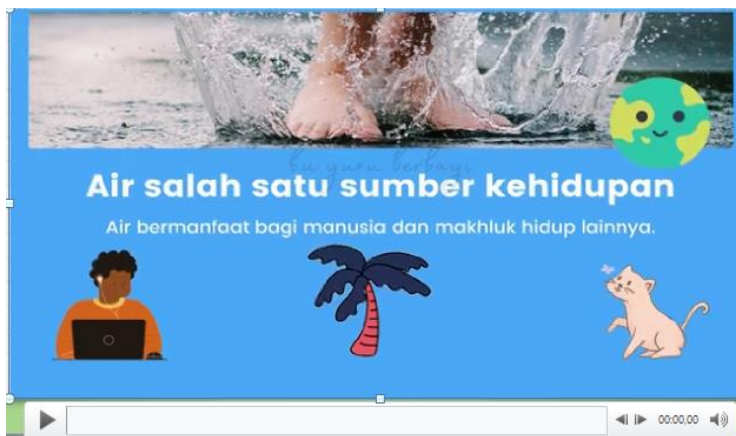 bu guru berbagi
Air salah satu sumber kehidupan
Air bermanfaat bagi manusia dan makhluk hidup lainnya.
00:00,00